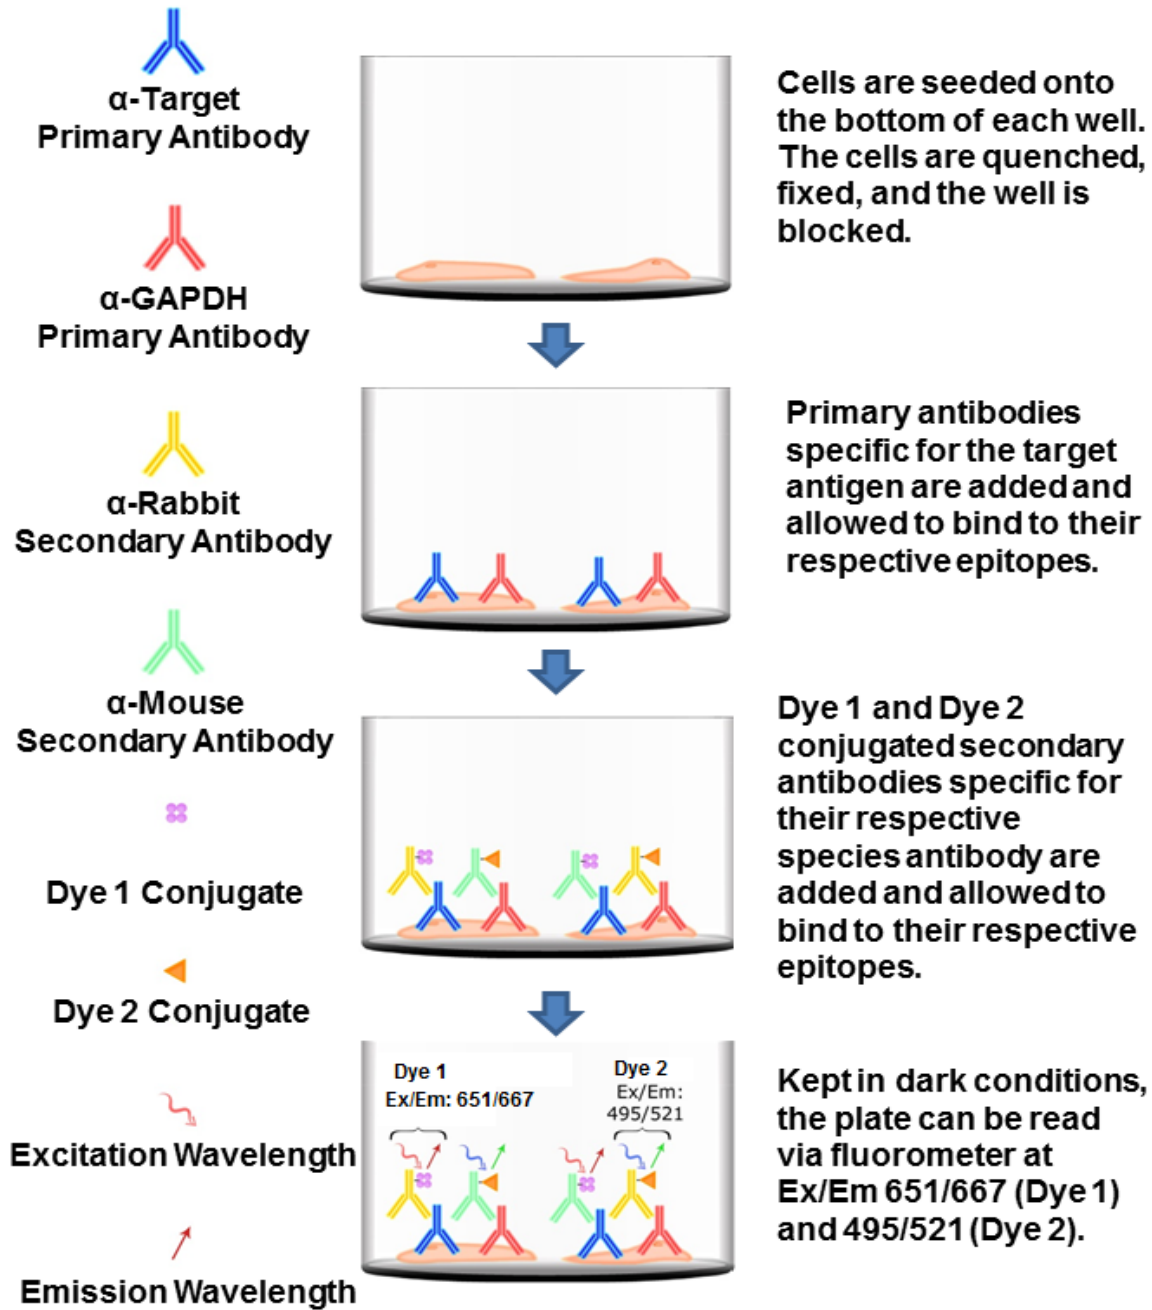 α-Target
Primary Antibody
α-GAPDH
Primary Antibody
α-Rabbit
Secondary Antibody
α-Mouse
Secondary Antibody
Dye 1 Conjugate
Dye 2 Conjugate
Excitation Wavelength
Emission Wavelength
Cells are seeded onto
the bottom of each well.
The cells are quenched,
fixed, and the well is
blocked.
Primary antibodies
specific for the target
antigen are added and
allowed to bind to their
respective epitopes.
Dye 1 and Dye 2
conjugated secondary
antibodies specific for
their respective
species antibody are
added and allowed to
bind to their respective
epitopes.
Dye 1
Ex/Em: 651/667
Dye 2
Ex/Em:
495/521
Kept in dark conditions,
the plate can be read
via fluorometer at
Ex/Em 651/667 (Dye 1)
and 495/521 (Dye 2).